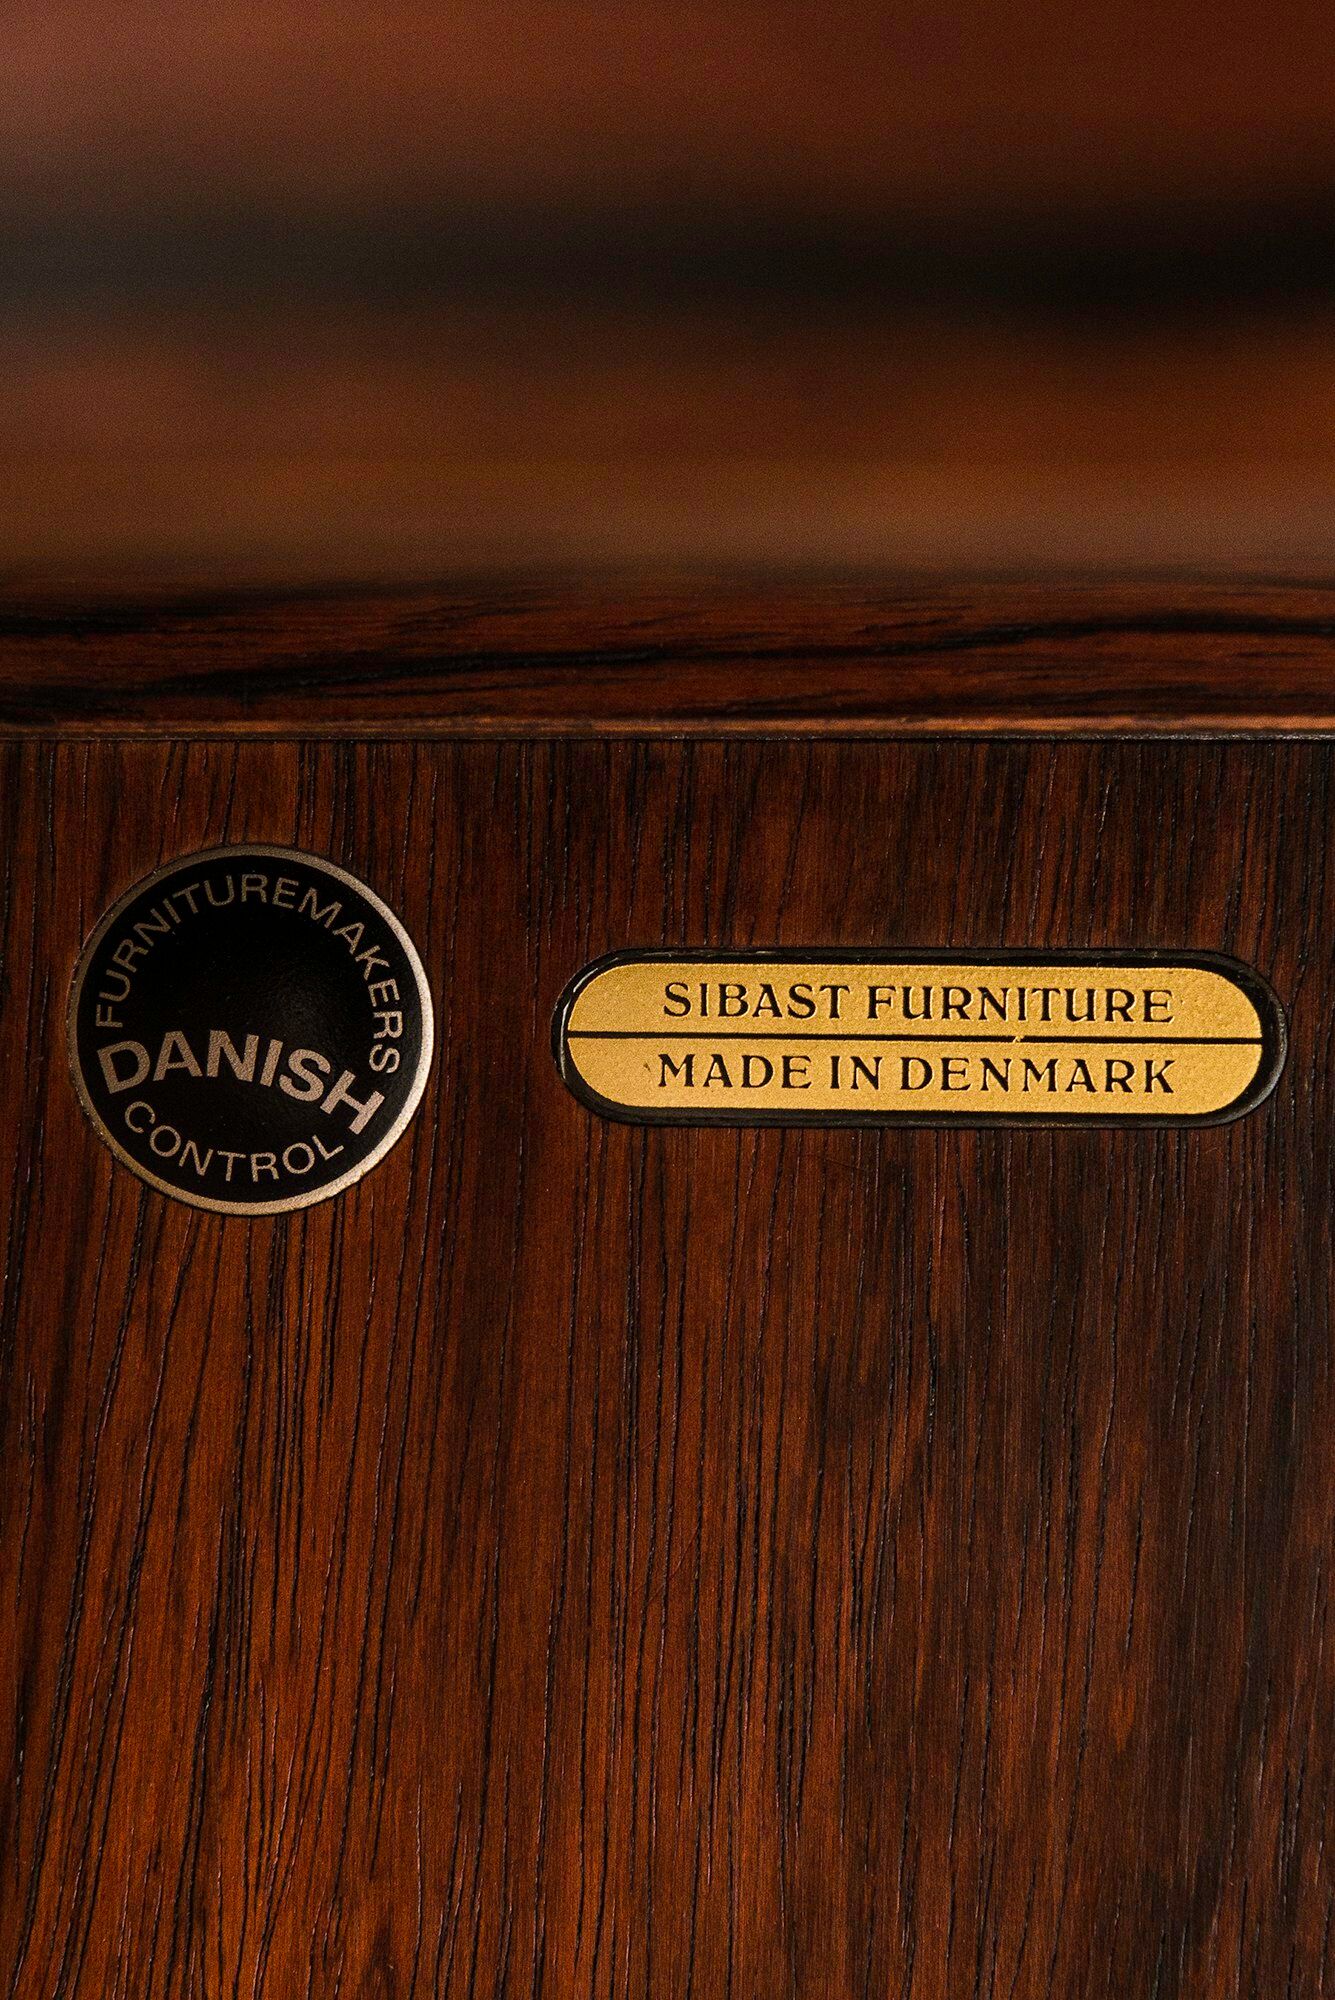 FURNITUREMAKERS
DANISH
CONTROL
SIBAST FURNITURE
MADE IN DENMARK